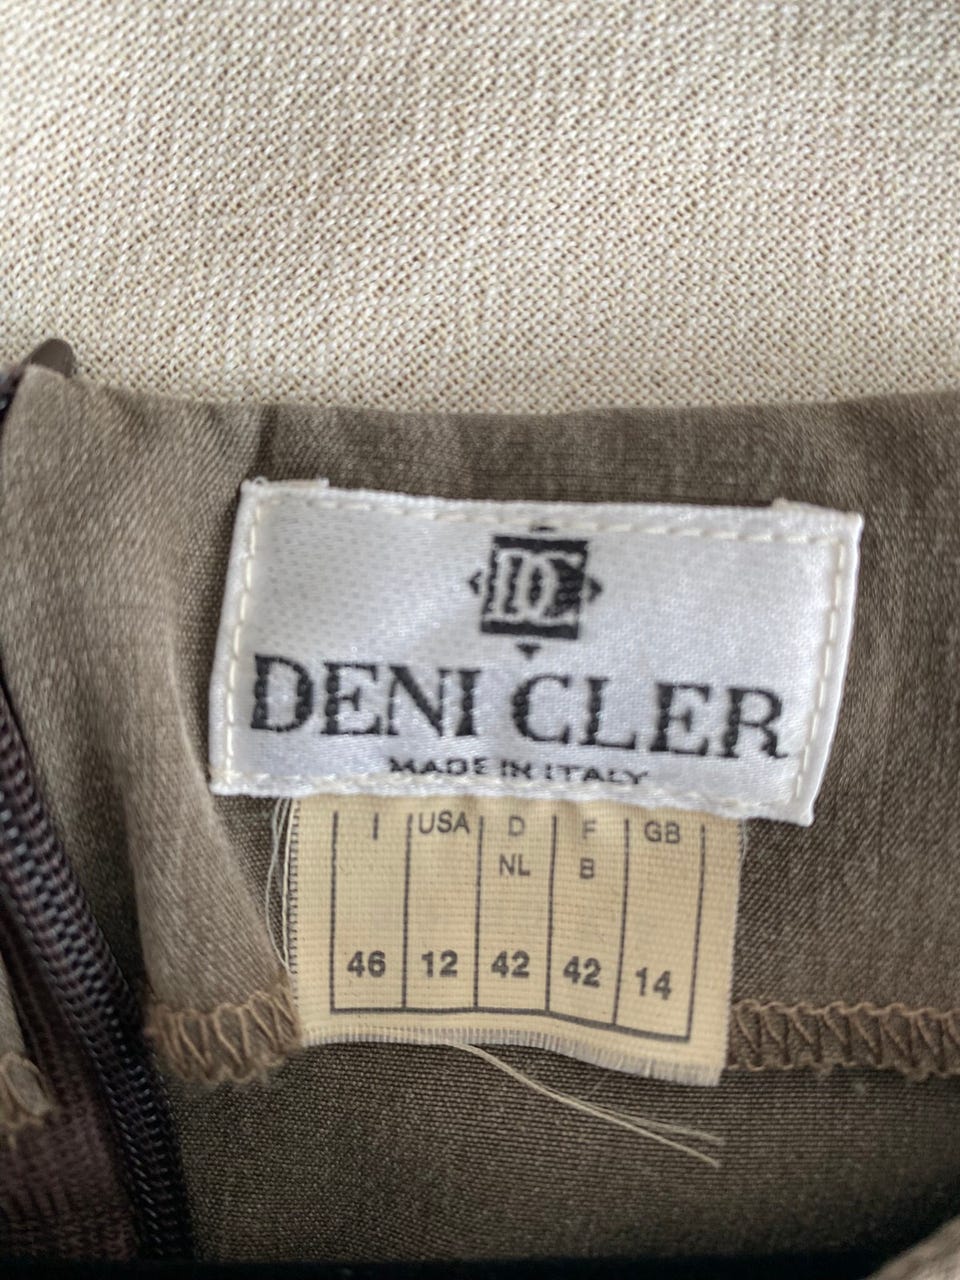 DC
DENI CLER
MADE IN ITALY
I USA D F GB
NL B
46 12 42 42 14